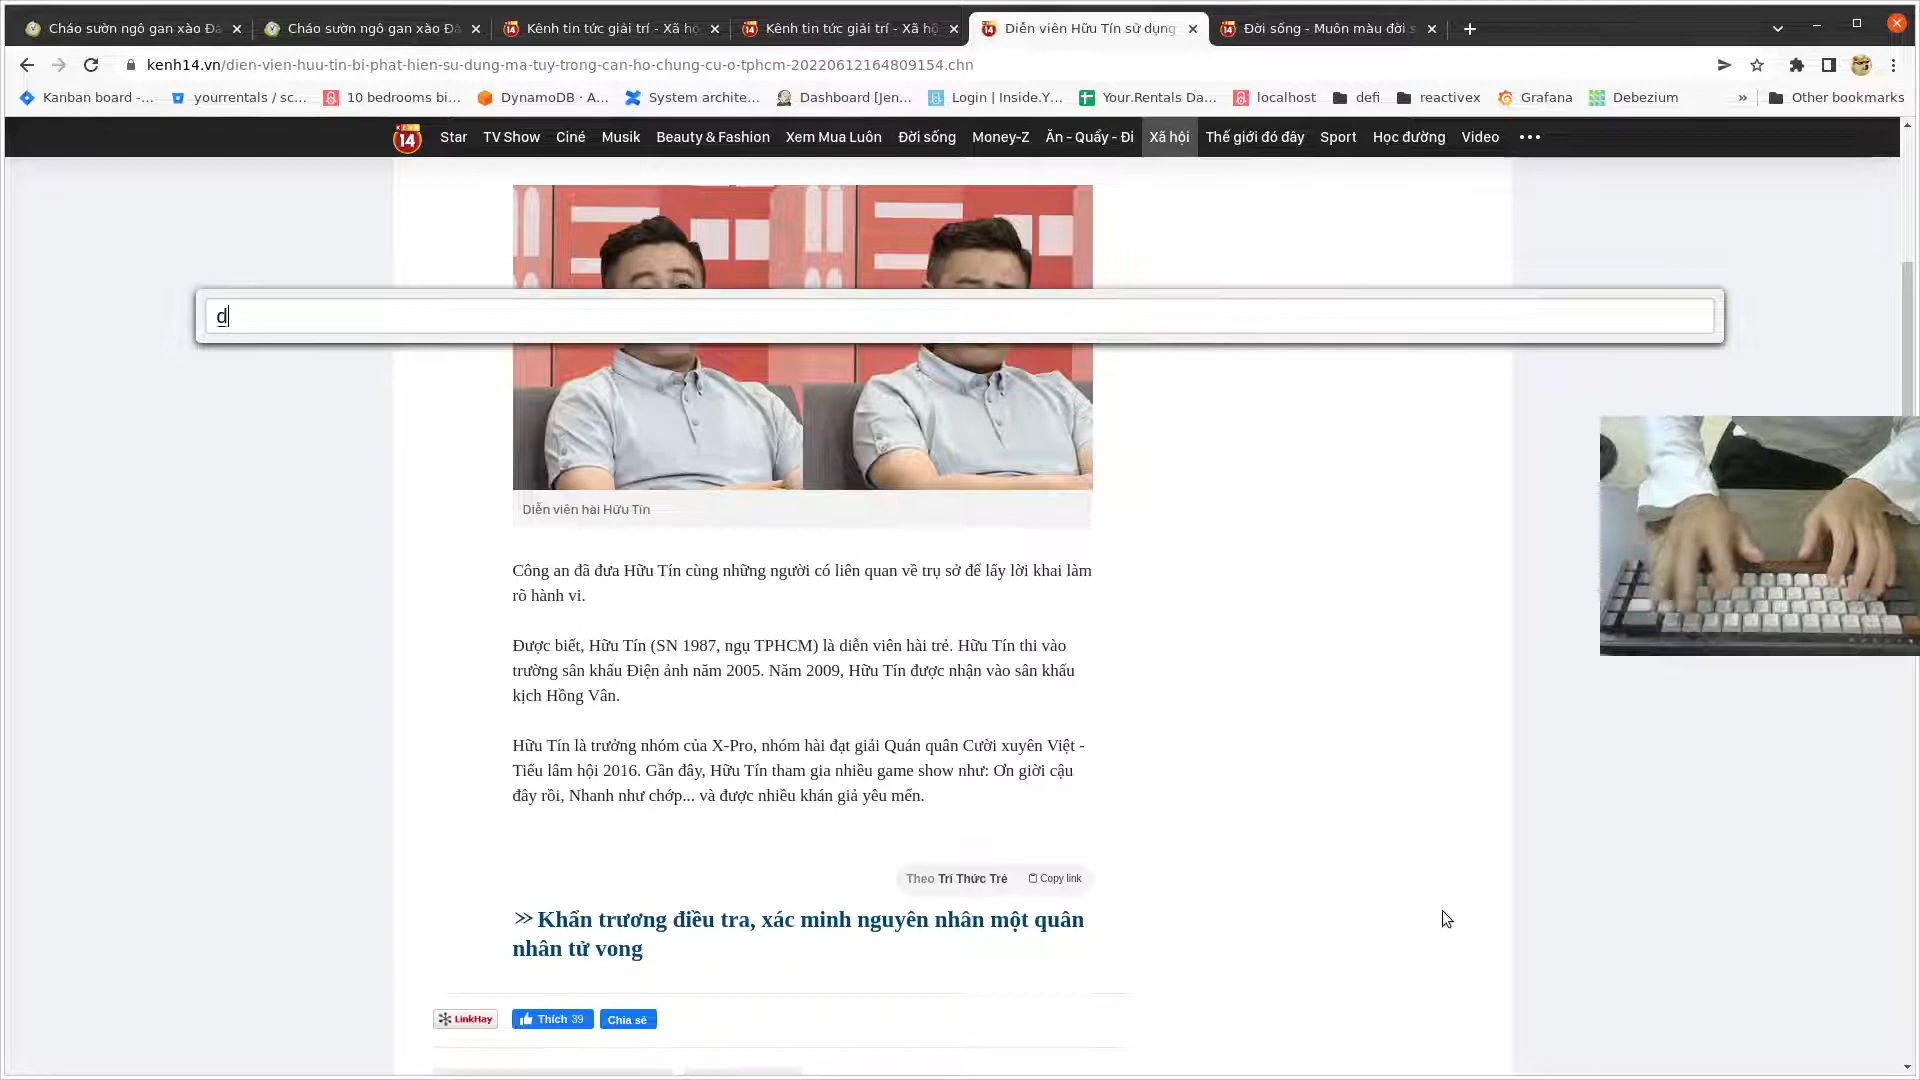 Cháo sườn ngô gan xào Đà
Cháo sườn ngô gan xào Đà
Kênh tin tức giải trí - Xã hộ
Kênh tin tức giải trí - Xã hộ
Diễn viên Hữu Tín sử dụng
Đời sống - Muôn màu đời s
kenh14.vn/dien-vien-huu-tin-bi-phat-hien-su-dung-ma-tuy-trong-can-ho-chung-cu-o-tphcm-20220612164809154.chn
Kanban board -... yourrentals / sc... 10 bedrooms bi... DynamoDB · A... System archite... Dashboard [Jen... Login | Inside.Y... Your.Rentals Da... localhost defi reactivex Grafana Debezium » Other bookmarks
14 Star TV Show Ciné Musik Beauty & Fashion Xem Mua Luôn Đời sống Money-Z Ăn - Quẩy - Đi Xã hội Thế giới đó đây Sport Học đường Video
d
Diễn viên hài Hữu Tín
Công an đã đưa Hữu Tín cùng những người có liên quan về trụ sở để lấy lời khai làm
rõ hành vi.
Được biết, Hữu Tín (SN 1987, ngụ TPHCM) là diễn viên hài trẻ. Hữu Tín thi vào
trường sân khấu Điện ảnh năm 2005. Năm 2009, Hữu Tín được nhận vào sân khấu
kịch Hồng Vân.
Hữu Tín là trưởng nhóm của X-Pro, nhóm hài đạt giải Quán quân Cười xuyên Việt -
Tiếu lâm hội 2016. Gần đây, Hữu Tín tham gia nhiều game show như: Ơn giời cậu
đây rồi, Nhanh như chớp... và được nhiều khán giả yêu mến.
Theo Trí Thức Trẻ Copy link
>> Khẩn trương điều tra, xác minh nguyên nhân một quân
nhân tử vong
LinkHay Thích 39 Chia sẻ